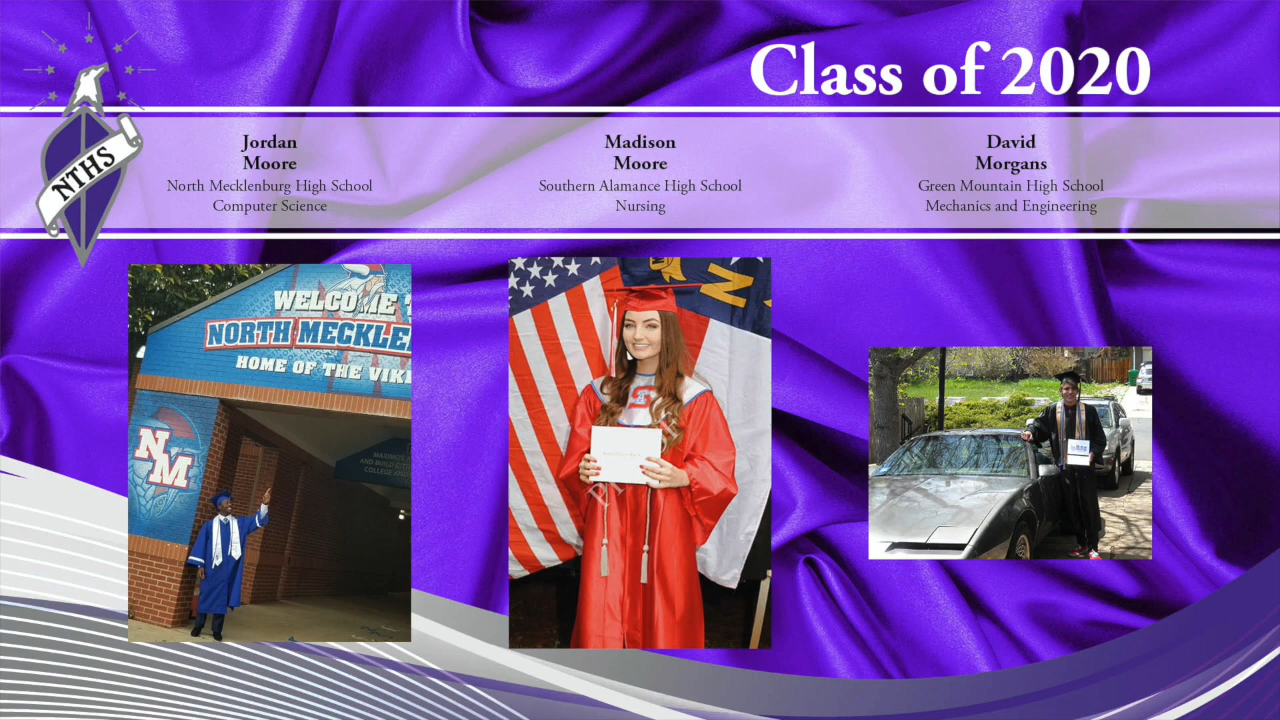 Class of 2020
NTHS
Jordan
Moore
North Mecklenburg High School
Computer Science
Madison
Moore
Southern Alamance High School
Nursing
David
Morgans
Green Mountain High School
Mechanics and Engineering
WELCOME
NORTH MECKLE
HOME OF THE VIKI
NM
N